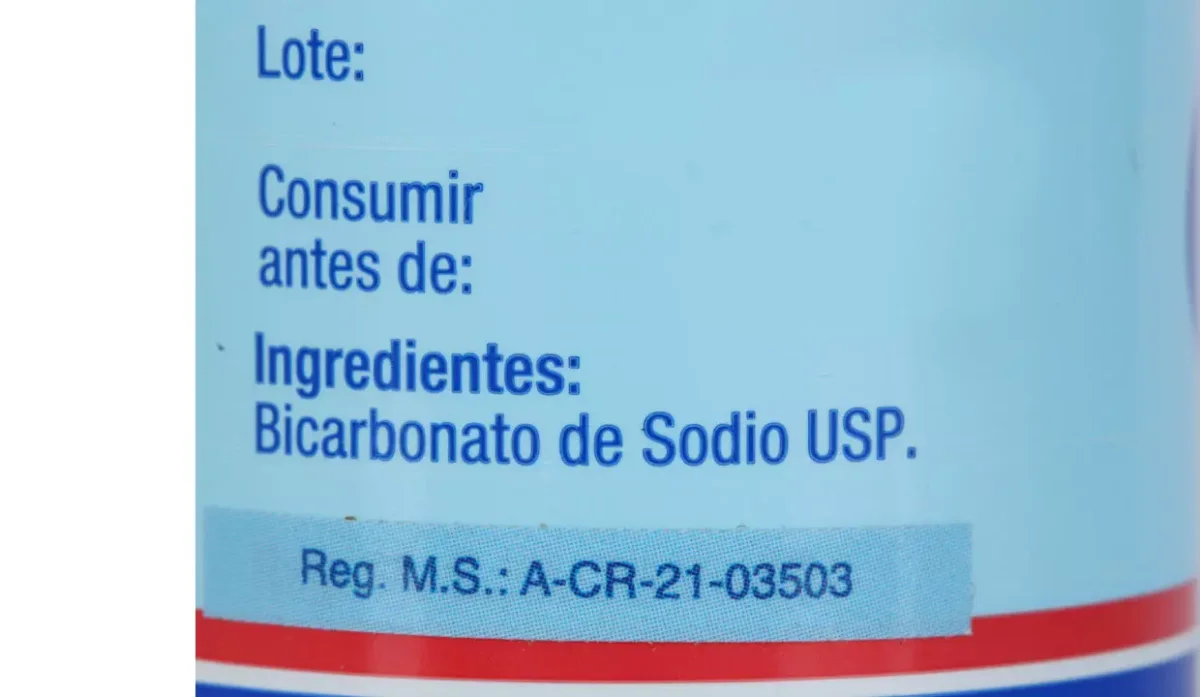 Lote:
Consumir
antes de:
Ingredientes:
Bicarbonato de Sodio USP.
Reg. M.S.: A-CR-21-03503